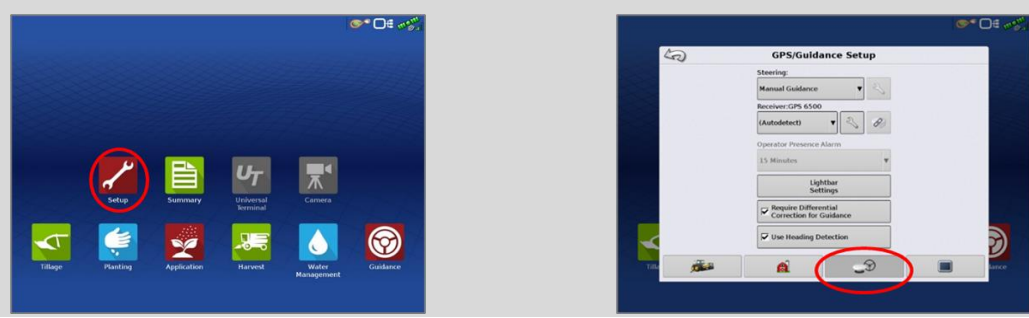 Setup
Summary
UT
Universal
Terminal
Camera
Tillage
Planting
Application
Harvest
Water
Management
Guidance
GPS/Guidance Setup
Steering:
Manual Guidance
Receiver:GPS 6500
(Autodetect)
Operator Presence Alarm
15 Minutes
Lightbar
Settings
Require Differential
Correction for Guidance
Use Heading Detection